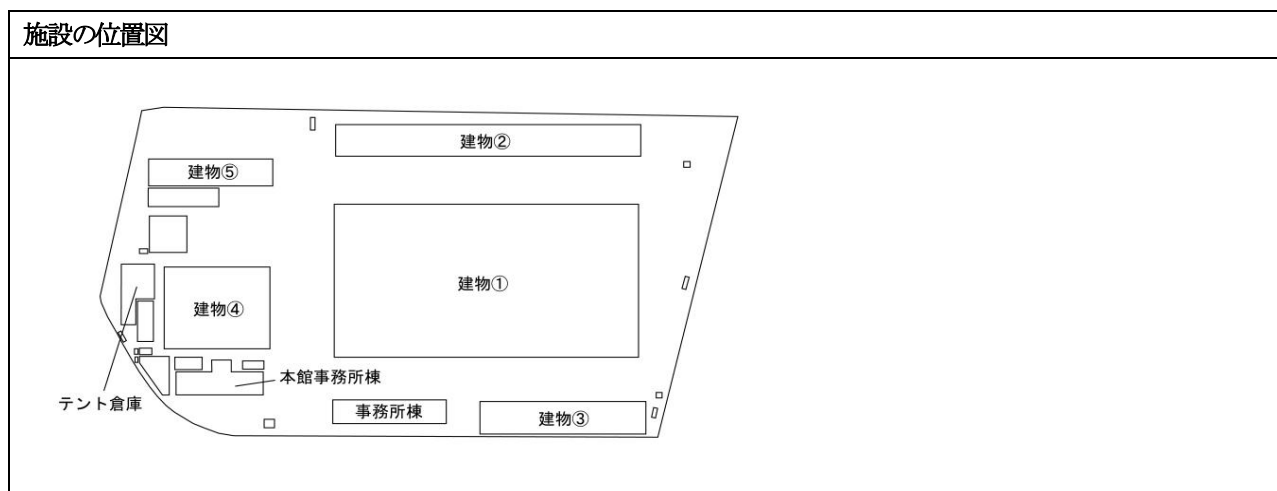 施設の位置図
建物②
建物⑤
建物①
建物④
本館事務所棟
テント倉庫
事務所棟
建物③